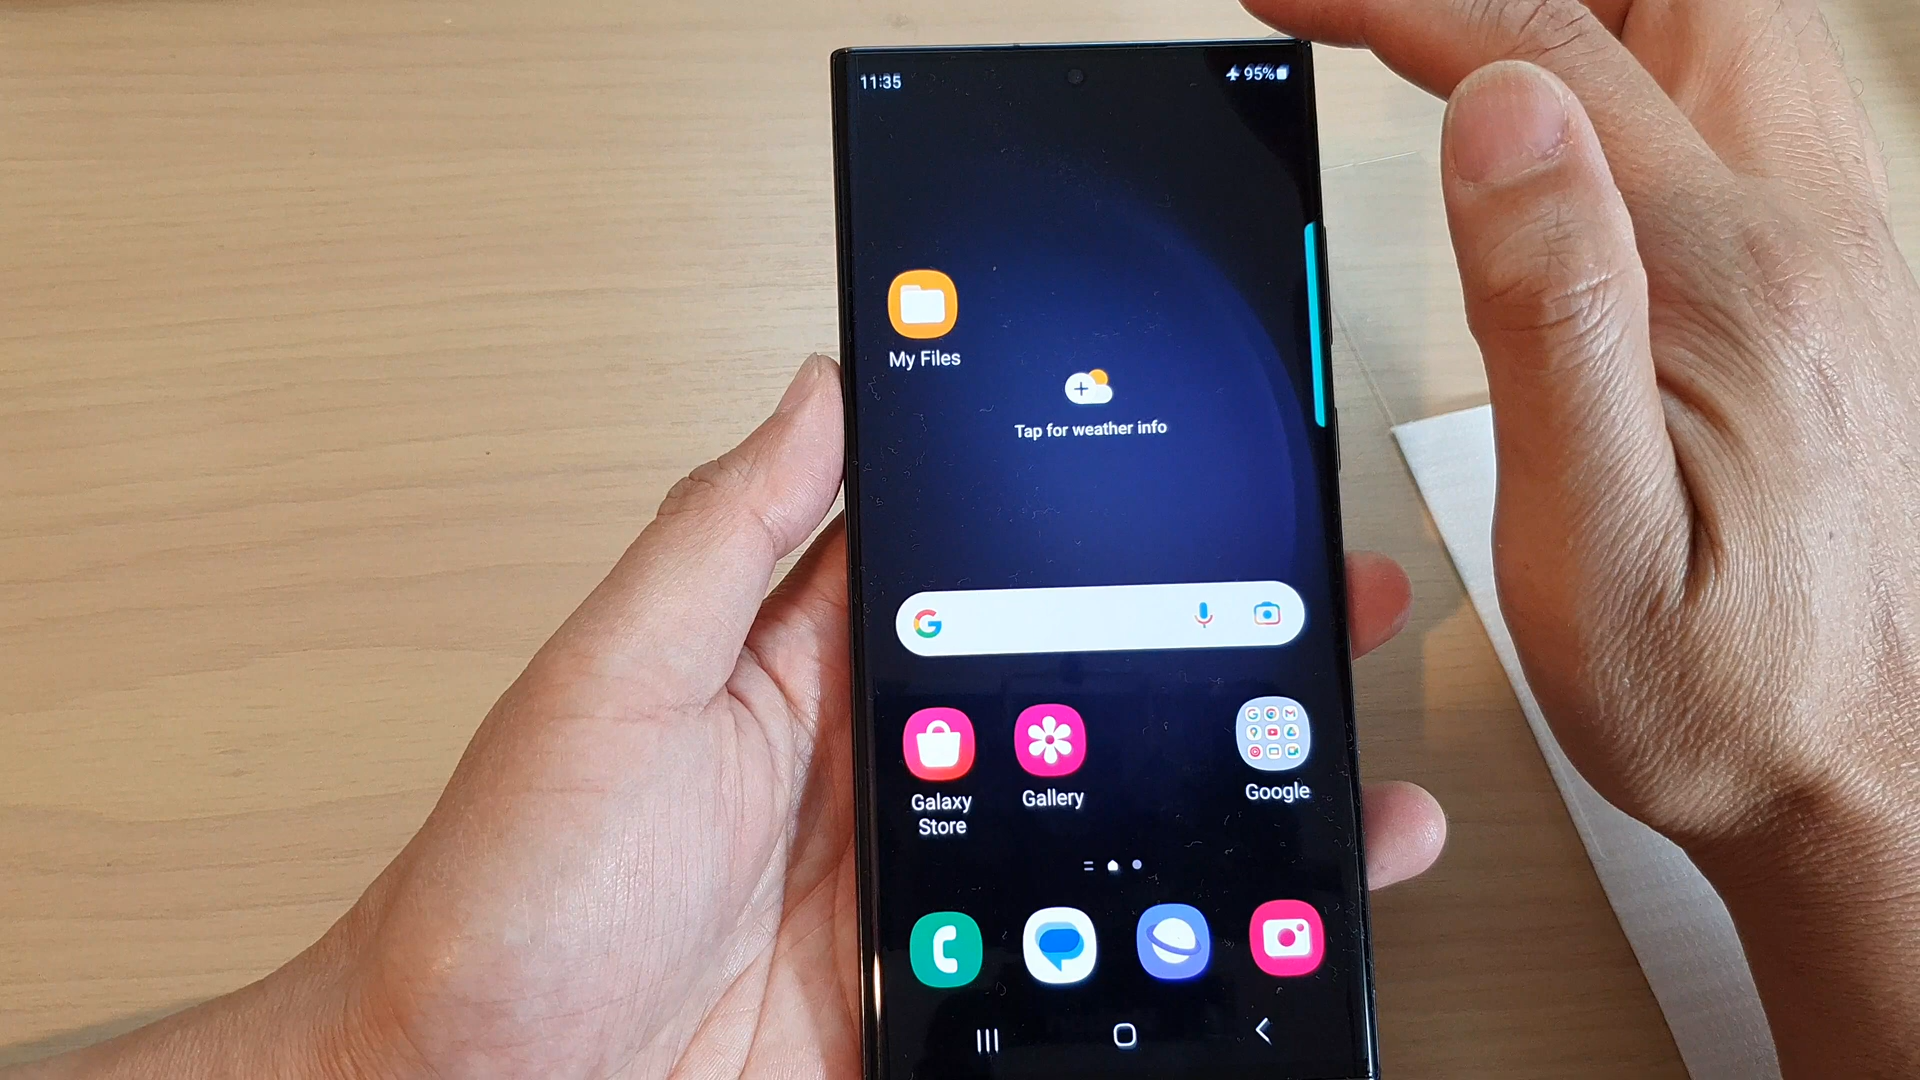 11:35
95%
My Files
Tap for weather info
G
Galaxy
Store
Gallery
Google